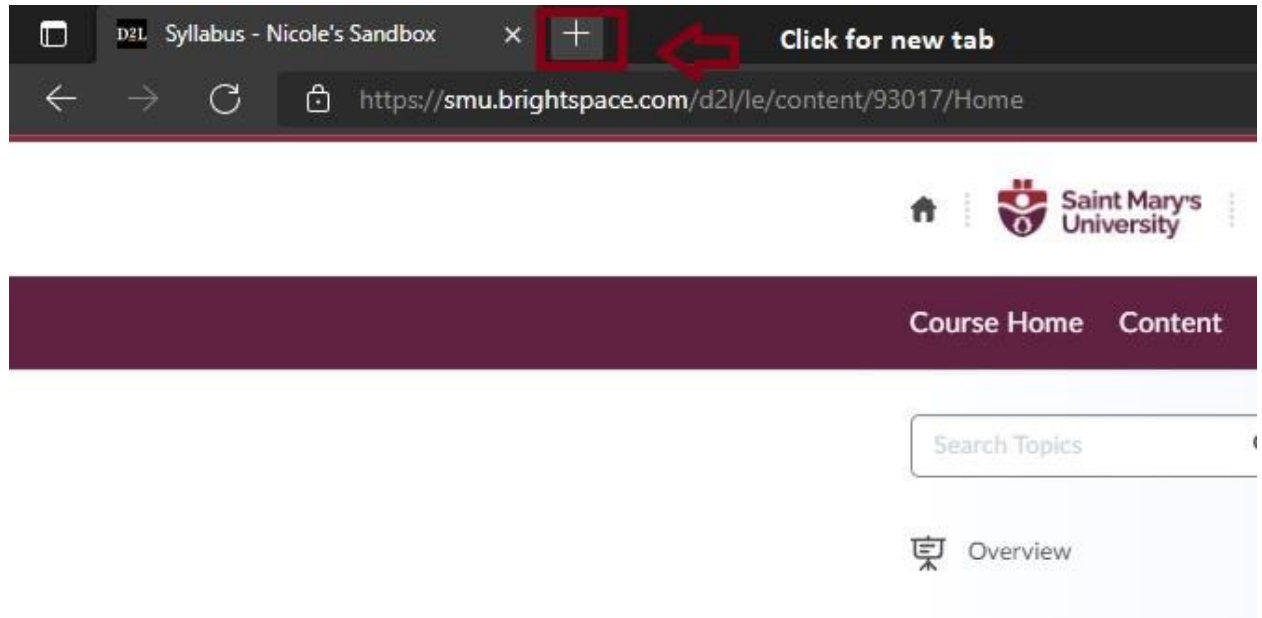 D2L Syllabus - Nicole's Sandbox
Click for new tab
https://smu.brightspace.com/d2l/le/content/93017/Home
Saint Mary's
University
Course Home Content
Search Topics
Overview